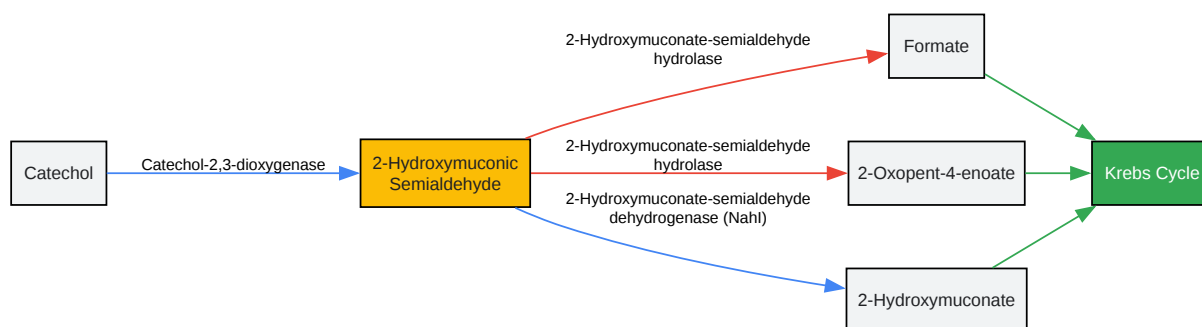 Catechol
Catechol-2,3-dioxygenase
2-Hydroxymuconic
Semialdehyde
2-Hydroxymuconate-semialdehyde
hydrolase
Formate
2-Hydroxymuconate-semialdehyde
hydrolase
2-Oxopent-4-enoate
2-Hydroxymuconate-semialdehyde
dehydrogenase (NahI)
2-Hydroxymuconate
Krebs Cycle